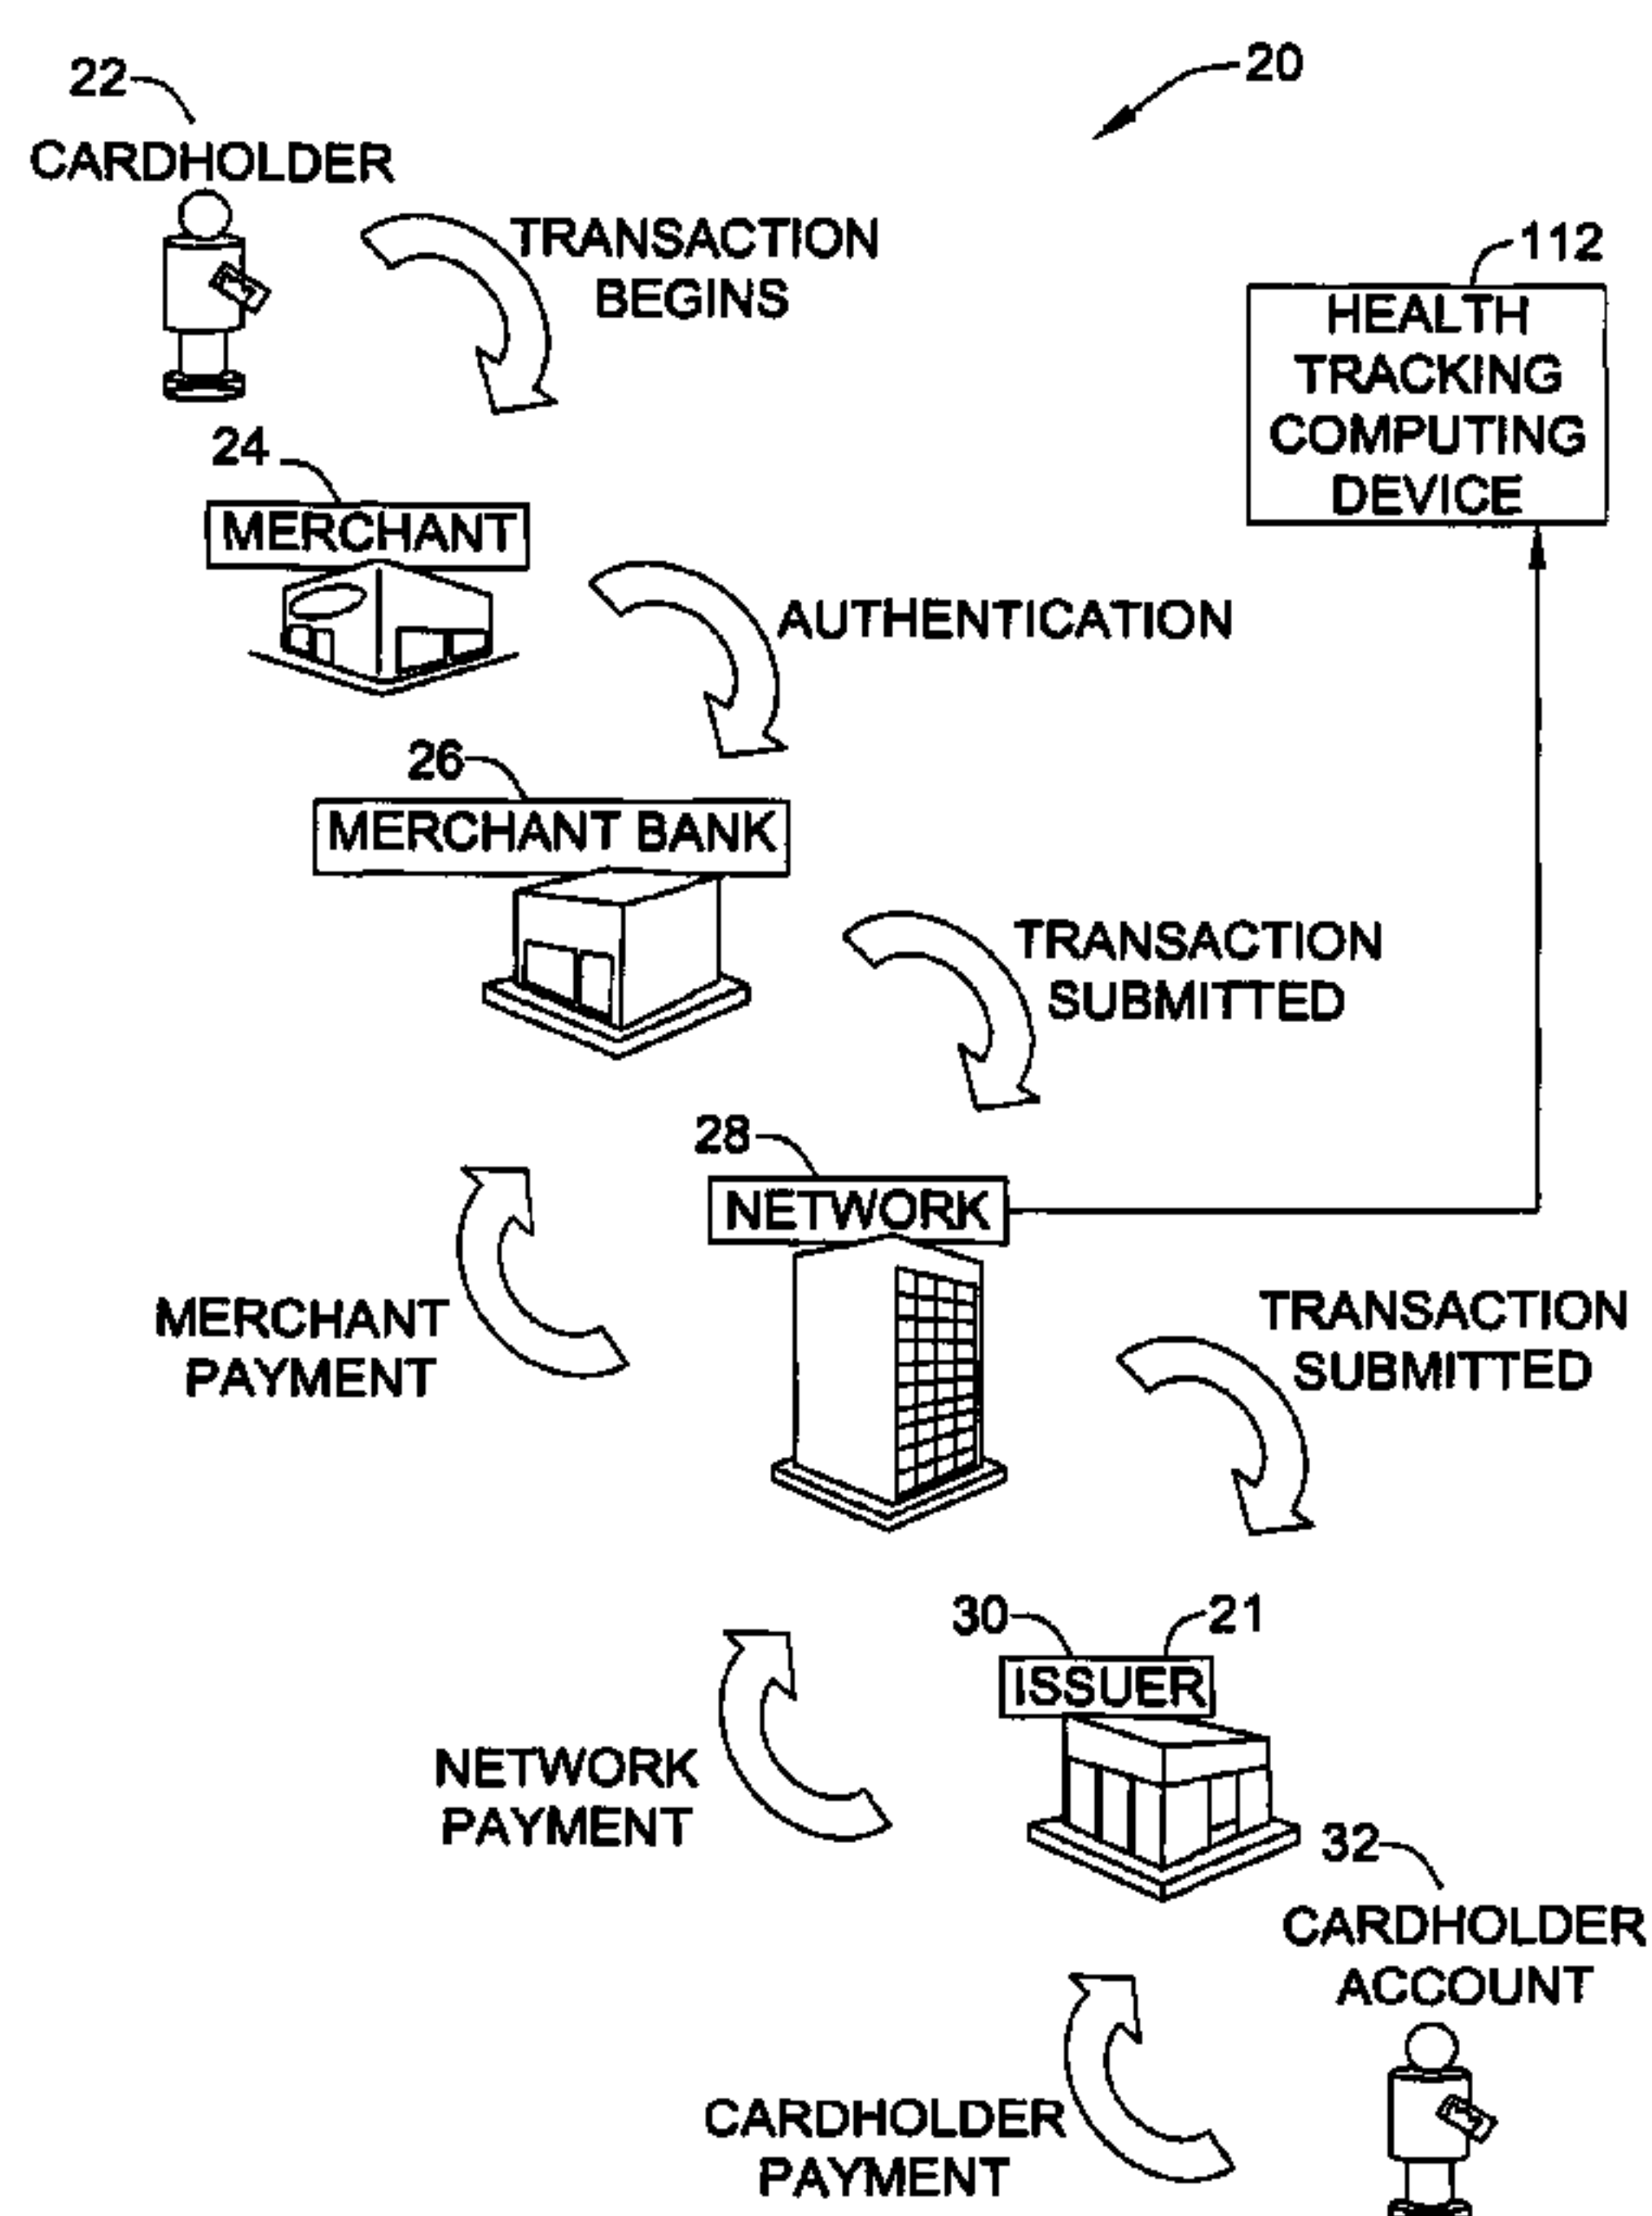 22
20
CARDHOLDER
TRANSACTION
BEGINS
112
HEALTH
TRACKING
COMPUTING
DEVICE
24
MERCHANT
AUTHENTICATION
26
MERCHANT BANK
TRANSACTION
SUBMITTED
28
NETWORK
MERCHANT
PAYMENT
TRANSACTION
SUBMITTED
30
21
ISSUER
NETWORK
PAYMENT
32
CARDHOLDER
ACCOUNT
CARDHOLDER
PAYMENT